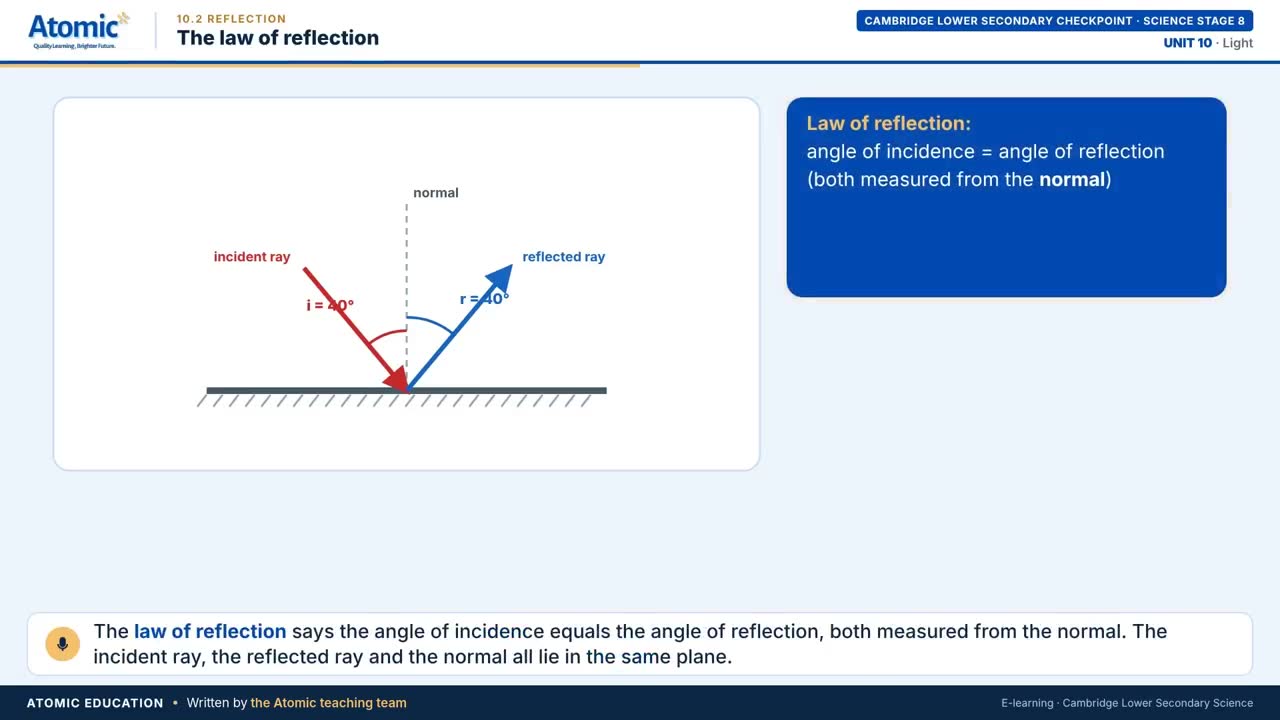 Atomic
Quality Learning, Brighter Future.
10.2 REFLECTION
The law of reflection
CAMBRIDGE LOWER SECONDARY CHECKPOINT · SCIENCE STAGE 8
UNIT 10 · Light
normal
incident ray
reflected ray
i = 40°
r = 40°
Law of reflection:
angle of incidence = angle of reflection
(both measured from the normal)
The law of reflection says the angle of incidence equals the angle of reflection, both measured from the normal. The
incident ray, the reflected ray and the normal all lie in the same plane.
ATOMIC EDUCATION • Written by the Atomic teaching team
E-learning · Cambridge Lower Secondary Science